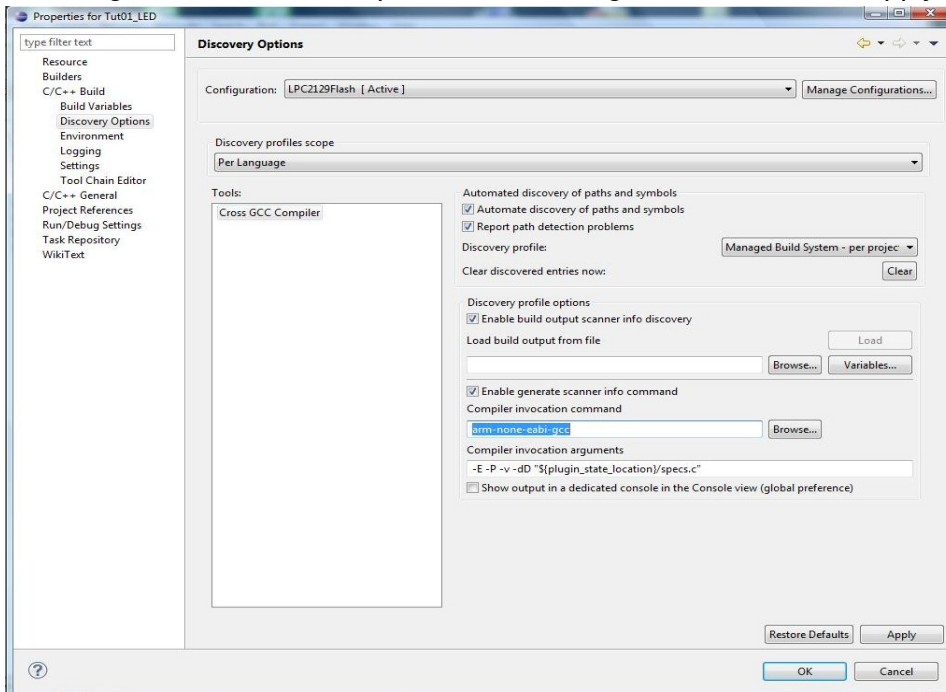 Properties for Tut01_LED
type filter text
Resource
Builders
C/C++ Build
Build Variables
Discovery Options
Environment
Logging
Settings
Tool Chain Editor
C/C++ General
Project References
Run/Debug Settings
Task Repository
WikiText
Discovery Options
Configuration: LPC2129Flash [ Active ] Manage Configurations...
Discovery profiles scope
Per Language
Tools:
Cross GCC Compiler
Automated discovery of paths and symbols
Automate discovery of paths and symbols
Report path detection problems
Discovery profile: Managed Build System - per projec
Clear discovered entries now: Clear
Discovery profile options
Enable build output scanner info discovery
Load build output from file Load
Browse... Variables...
Enable generate scanner info command
Compiler invocation command
arm-none-eabi-gcc Browse...
Compiler invocation arguments
-E -P -v -dD "${plugin_state_location}/specs.c"
Show output in a dedicated console in the Console view (global preference)
Restore Defaults Apply
OK Cancel